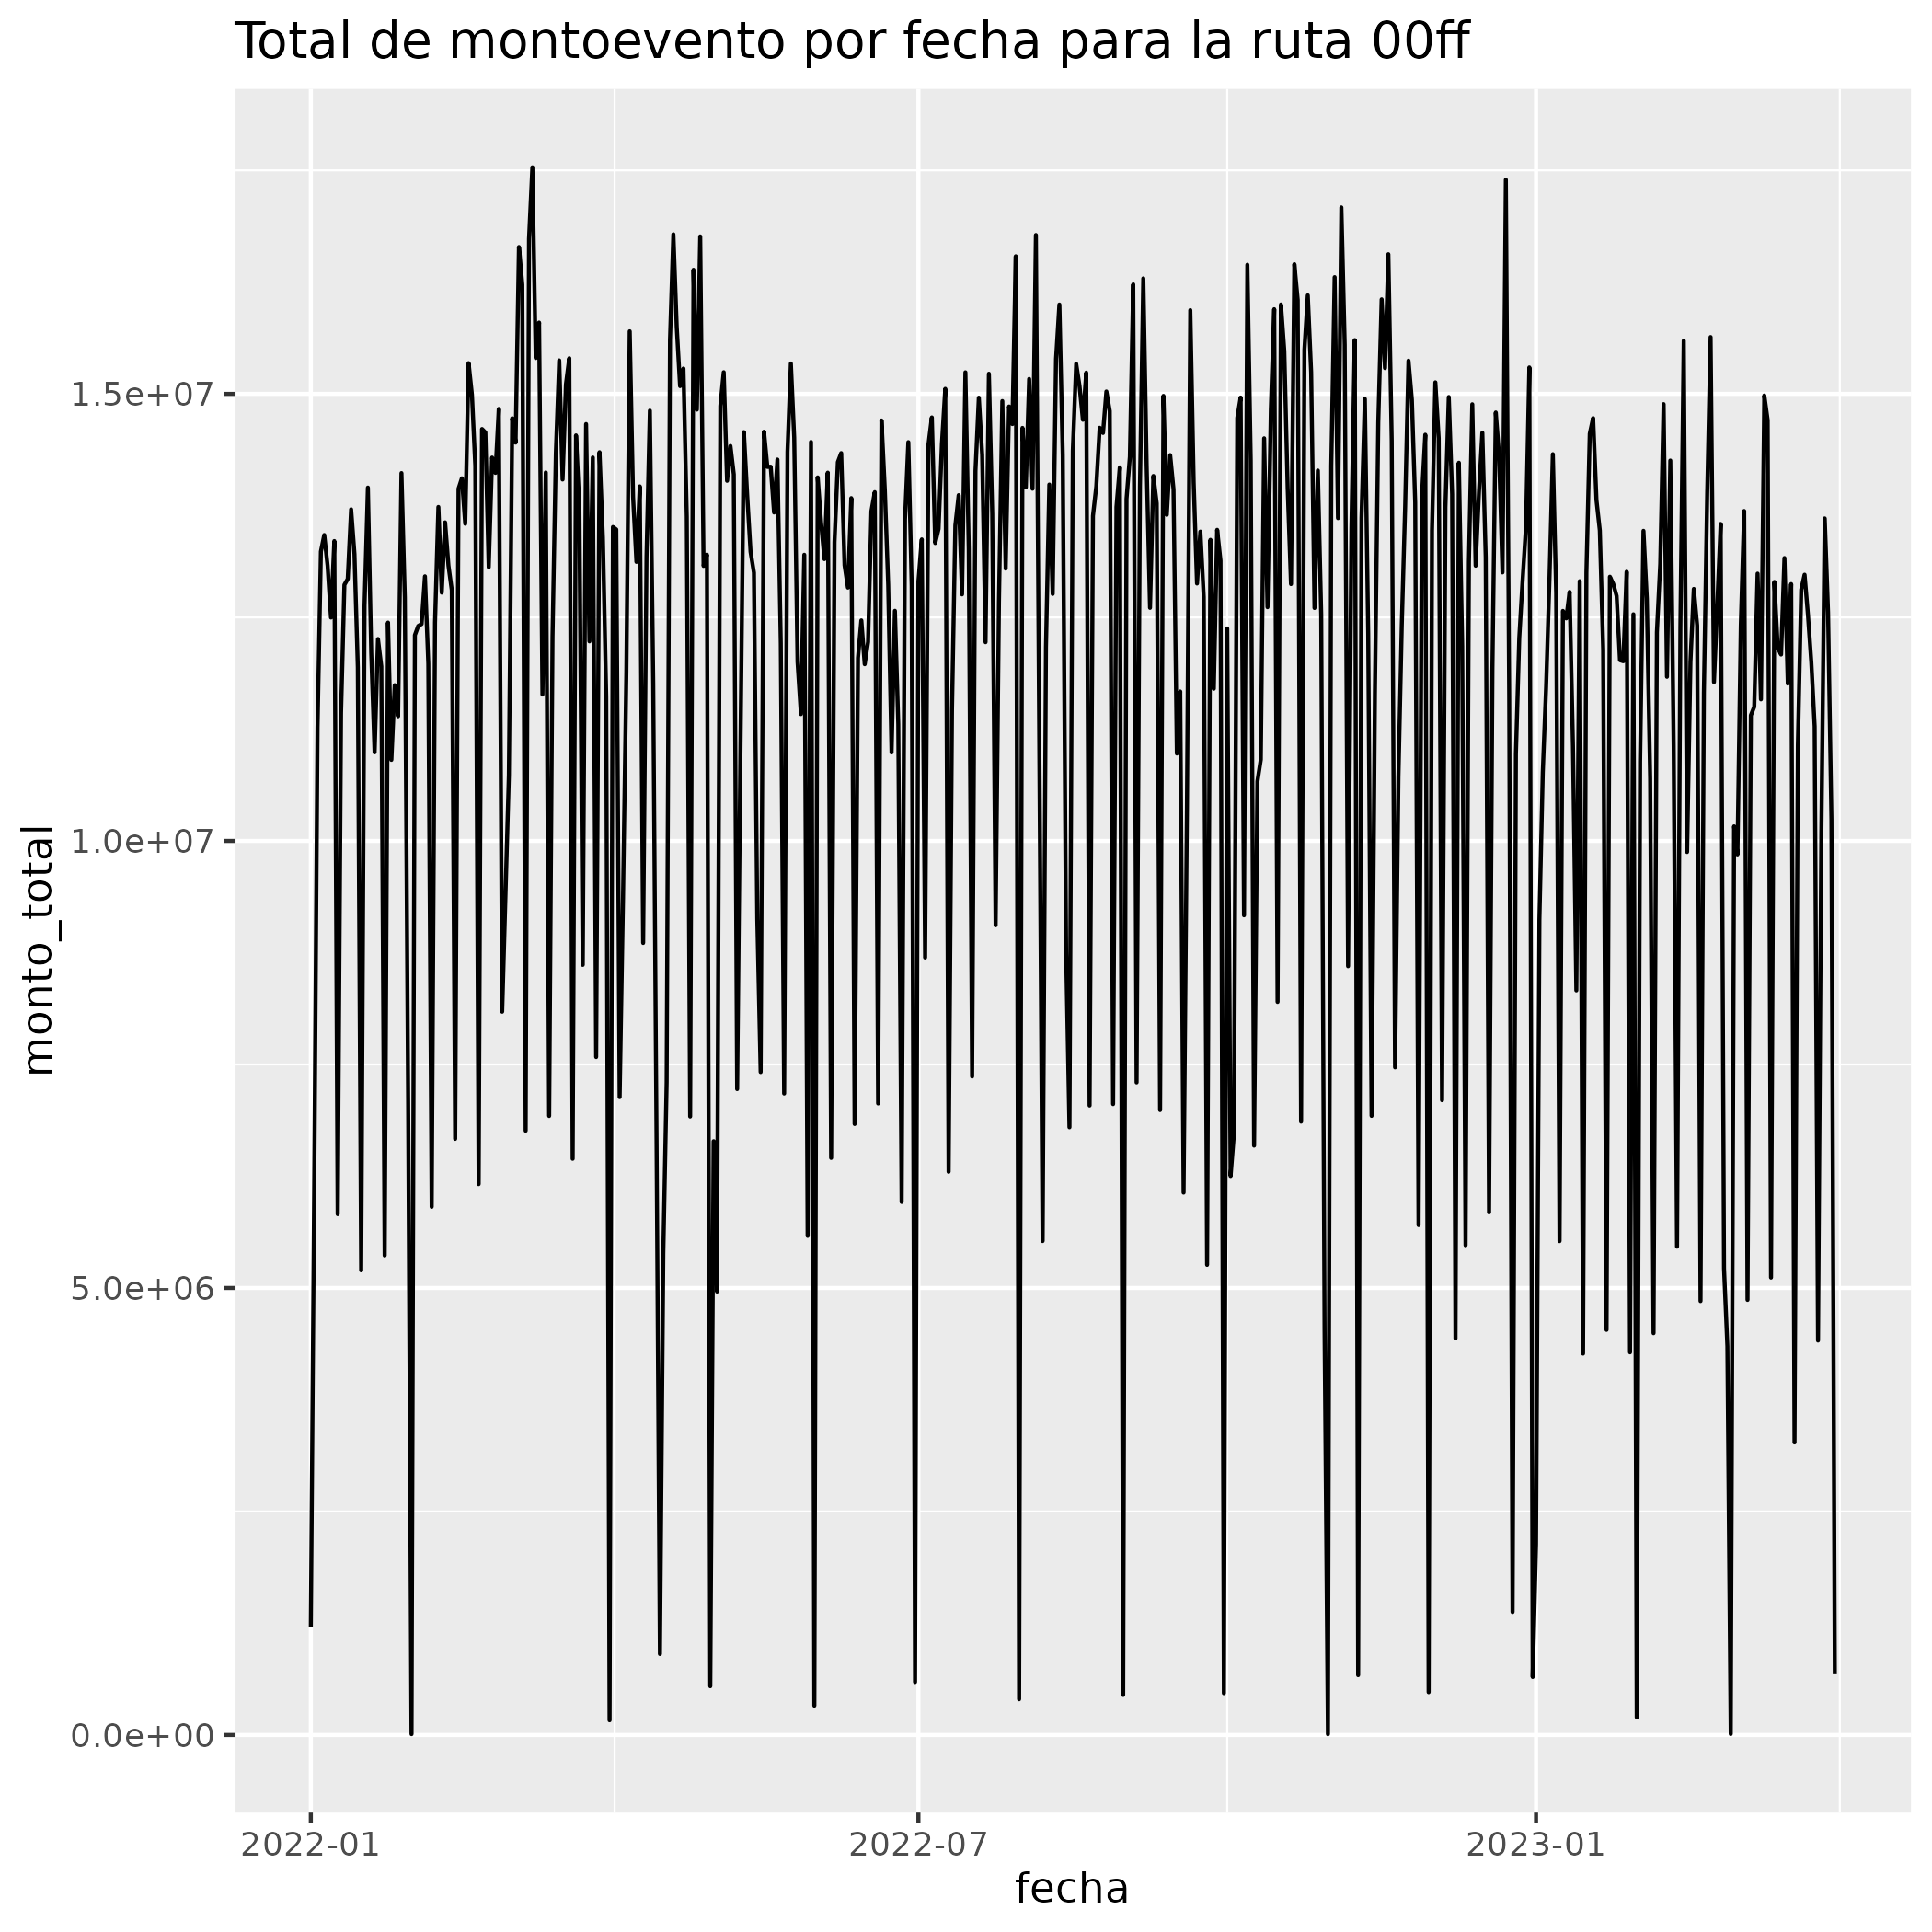 Total de montoevento por fecha para la ruta 00ff
monto_total
1.5e+07
1.0e+07
5.0e+06
0.0e+00
2022-01
2022-07
2023-01
fecha